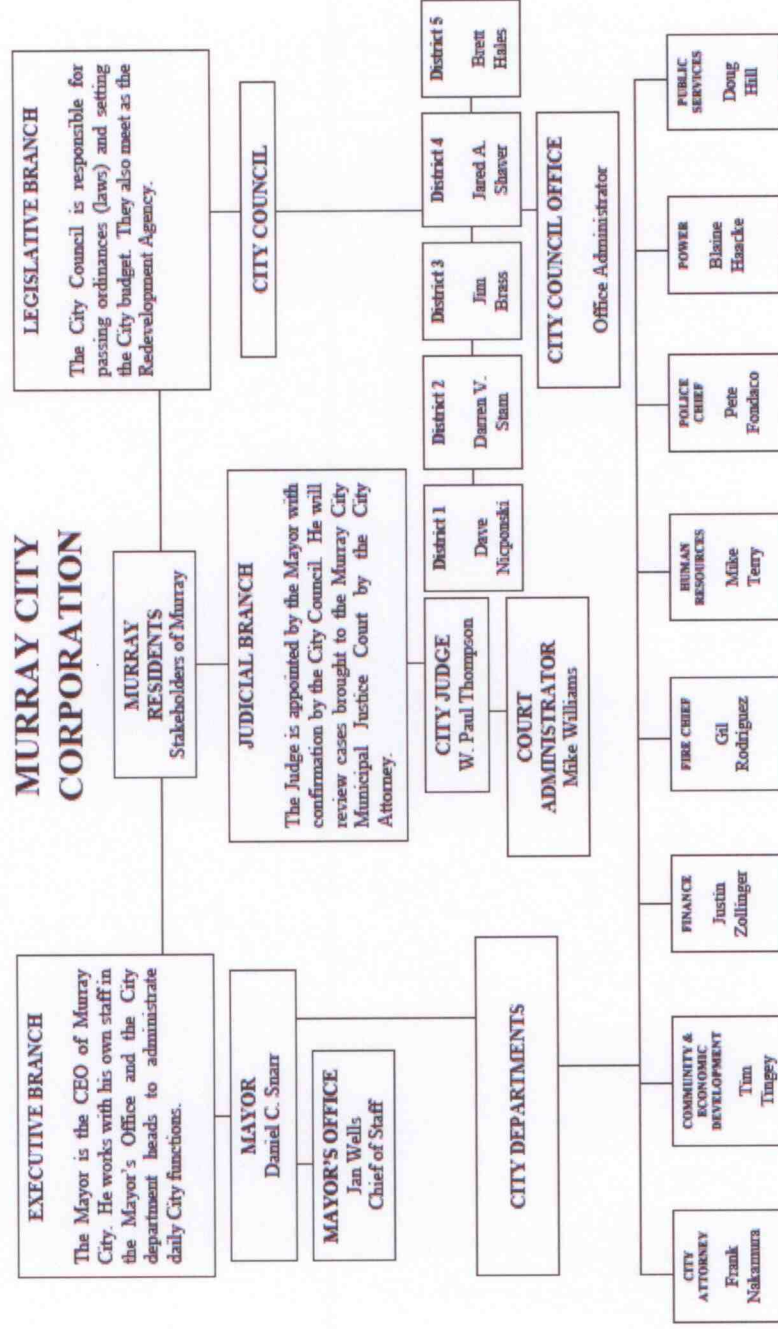 MURRAY CITY
CORPORATION
MURRAY
RESIDENTS
Stakeholders of Murray
EXECUTIVE BRANCH
The Mayor is the CEO of Murray
City. He works with his own staff in
the Mayor's Office and the City
department heads to administrate
daily City functions.
MAYOR
Daniel C. Snarr
MAYOR'S OFFICE
Jan Wells
Chief of Staff
CITY DEPARTMENTS
JUDICIAL BRANCH
The Judge is appointed by the Mayor with
confirmation by the City Council. He will
review cases brought to the Murray City
Municipal Justice Court by the City
Attorney.
CITY JUDGE
W. Paul Thompson
COURT
ADMINISTRATOR
Mike Williams
LEGISLATIVE BRANCH
The City Council is responsible for
passing ordinances (laws) and setting
the City budget. They also meet as the
Redevelopment Agency.
CITY COUNCIL
District 1
Dave
Nicponski
District 2
Darren V.
Stam
District 3
Jim
Brass
District 4
Jared A.
Shaver
District 5
Brett
Hales
CITY COUNCIL OFFICE
Office Administrator
CITY
ATTORNEY
Frank
Nakamura
COMMUNITY &
ECONOMIC
DEVELOPMENT
Tim
Tingey
FINANCE
Justin
Zollinger
FIRE CHIEF
Gil
Rodriguez
HUMAN
RESOURCES
Mike
Terry
POLICE
CHIEF
Pete
Fondaco
POWER
Blaine
Haacke
PUBLIC
SERVICES
Doug
Hill